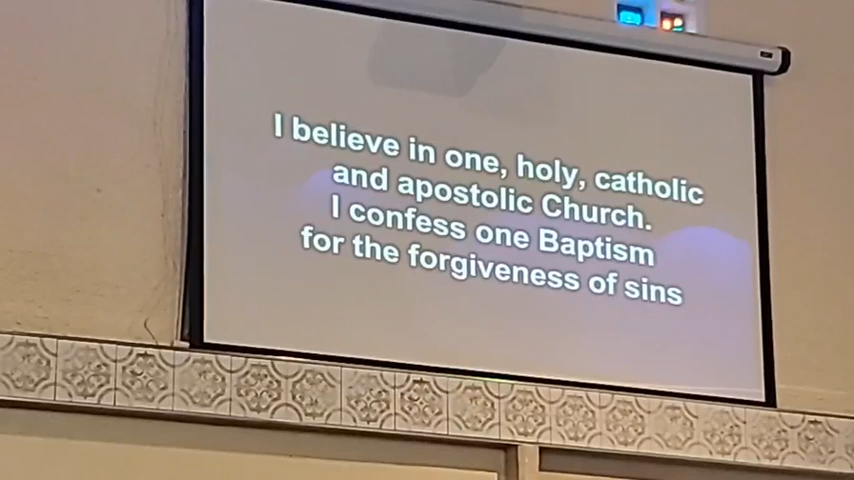 I believe in one, holy, catholic
and apostolic Church.
I confess one Baptism
for the forgiveness of sins